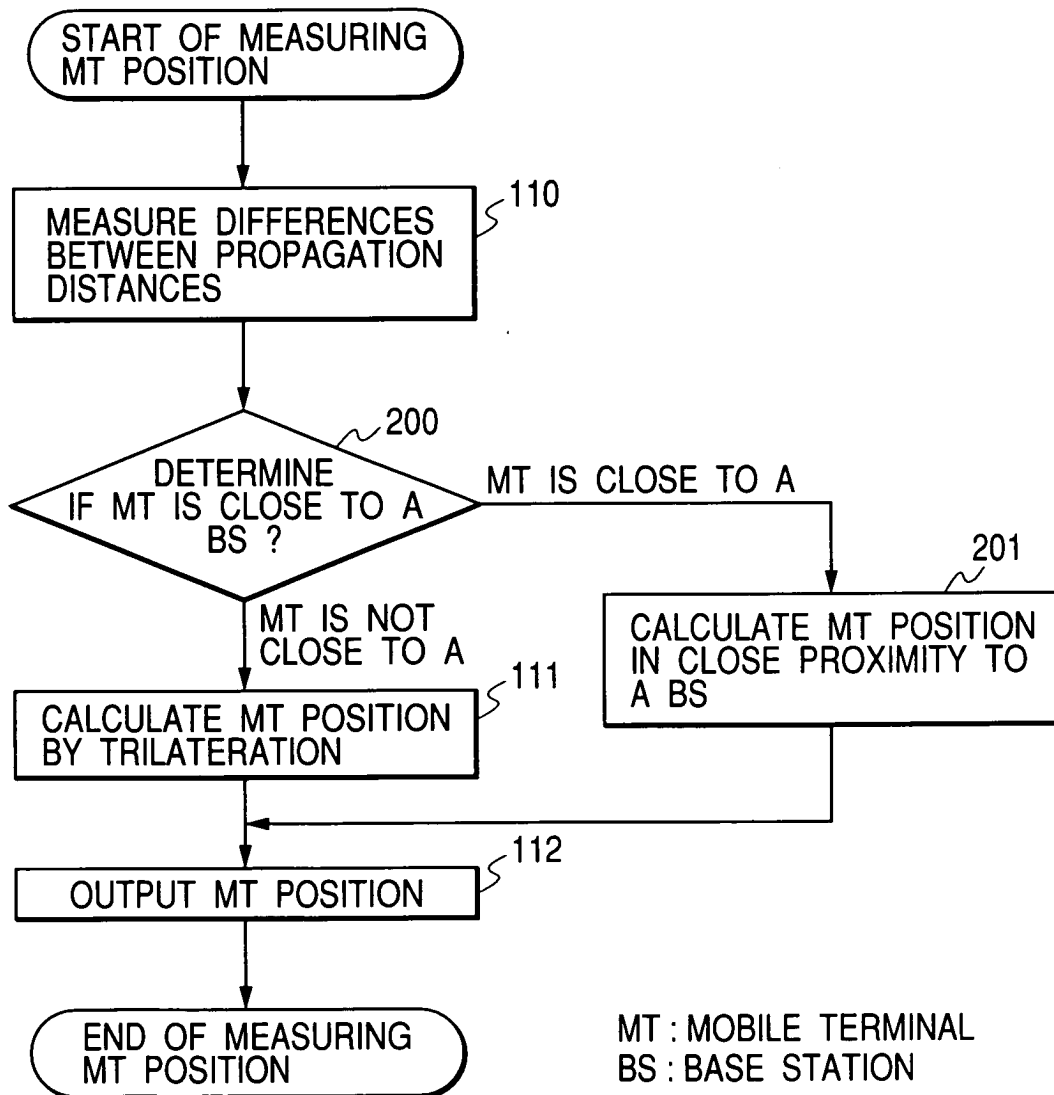 START OF MEASURING
MT POSITION
110
MEASURE DIFFERENCES
BETWEEN PROPAGATION
DISTANCES
200
DETERMINE
IF MT IS CLOSE TO A
BS ?
MT IS CLOSE TO A
201
MT IS NOT
CLOSE TO A
CALCULATE MT POSITION
IN CLOSE PROXIMITY TO
A BS
111
CALCULATE MT POSITION
BY TRILATERATION
112
OUTPUT MT POSITION
END OF MEASURING
MT POSITION
MT : MOBILE TERMINAL
BS : BASE STATION